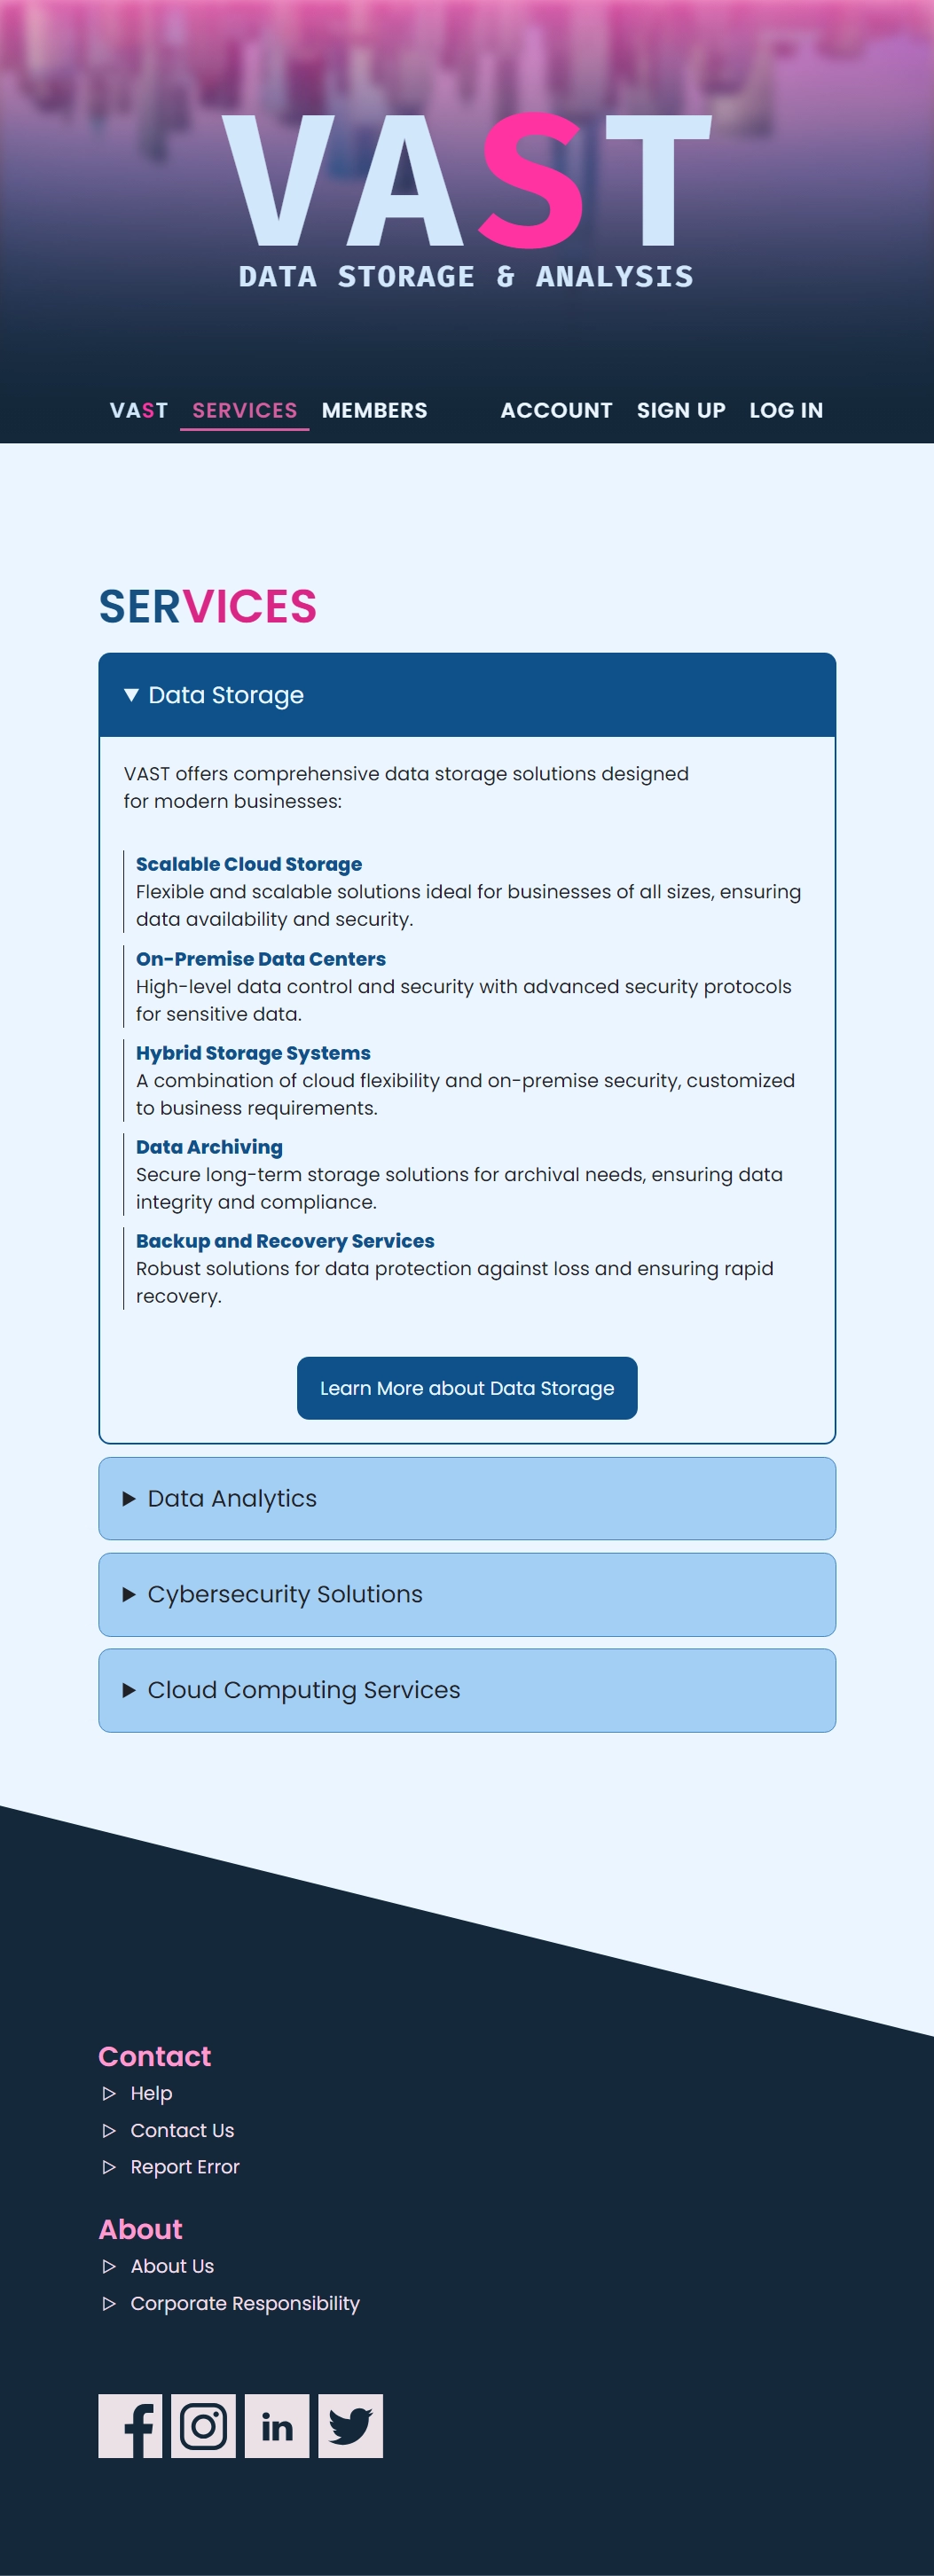 VAST
DATA STORAGE & ANALYSIS
VAST SERVICES MEMBERS ACCOUNT SIGN UP LOG IN
SERVICES
Data Storage
VAST offers comprehensive data storage solutions designed
for modern businesses:
Scalable Cloud Storage
Flexible and scalable solutions ideal for businesses of all sizes, ensuring
data availability and security.
On-Premise Data Centers
High-level data control and security with advanced security protocols
for sensitive data.
Hybrid Storage Systems
A combination of cloud flexibility and on-premise security, customized
to business requirements.
Data Archiving
Secure long-term storage solutions for archival needs, ensuring data
integrity and compliance.
Backup and Recovery Services
Robust solutions for data protection against loss and ensuring rapid
recovery.
Learn More about Data Storage
Data Analytics
Cybersecurity Solutions
Cloud Computing Services
Contact
Help
Contact Us
Report Error
About
About Us
Corporate Responsibility